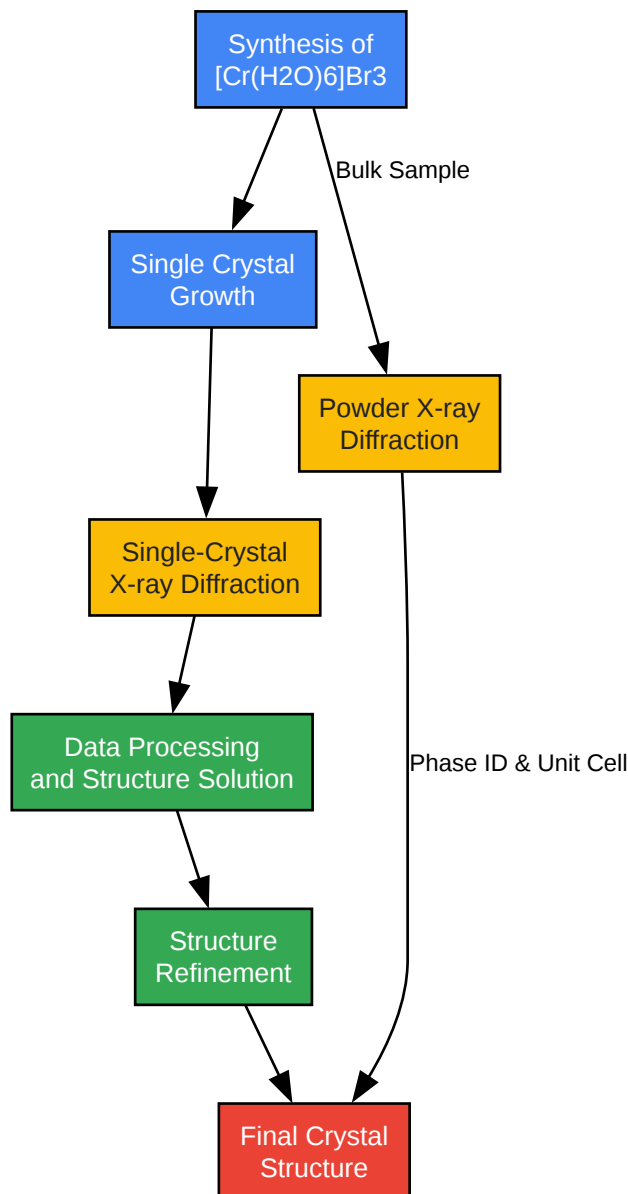 Synthesis of
[Cr(H2O)6]Br3
Bulk Sample
Single Crystal
Growth
Powder X-ray
Diffraction
Single-Crystal
X-ray Diffraction
Data Processing
and Structure Solution
Phase ID & Unit Cell
Structure
Refinement
Final Crystal
Structure